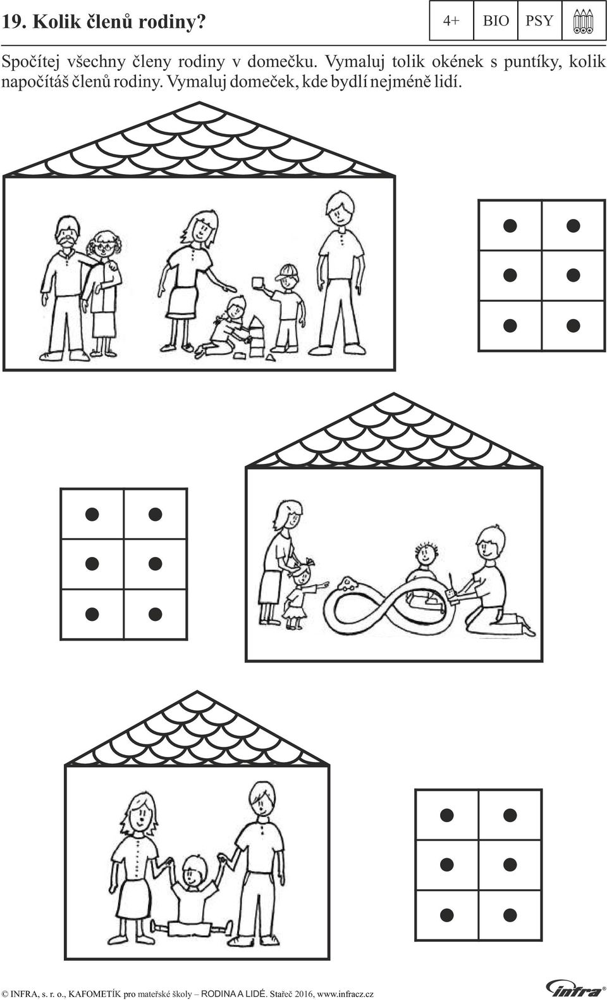 19. Kolik členů rodiny?
4+ BIO PSY
Spočítej všechny členy rodiny v domečku. Vymaluj tolik okének s puntíky, kolik
napočítáš členů rodiny. Vymaluj domeček, kde bydlí nejméně lidí.
© INFRA, s. r. o., KAFOMETÍK pro mateřské školy – RODINA A LIDÉ. Stařeč 2016, www.infracz.cz
infra®